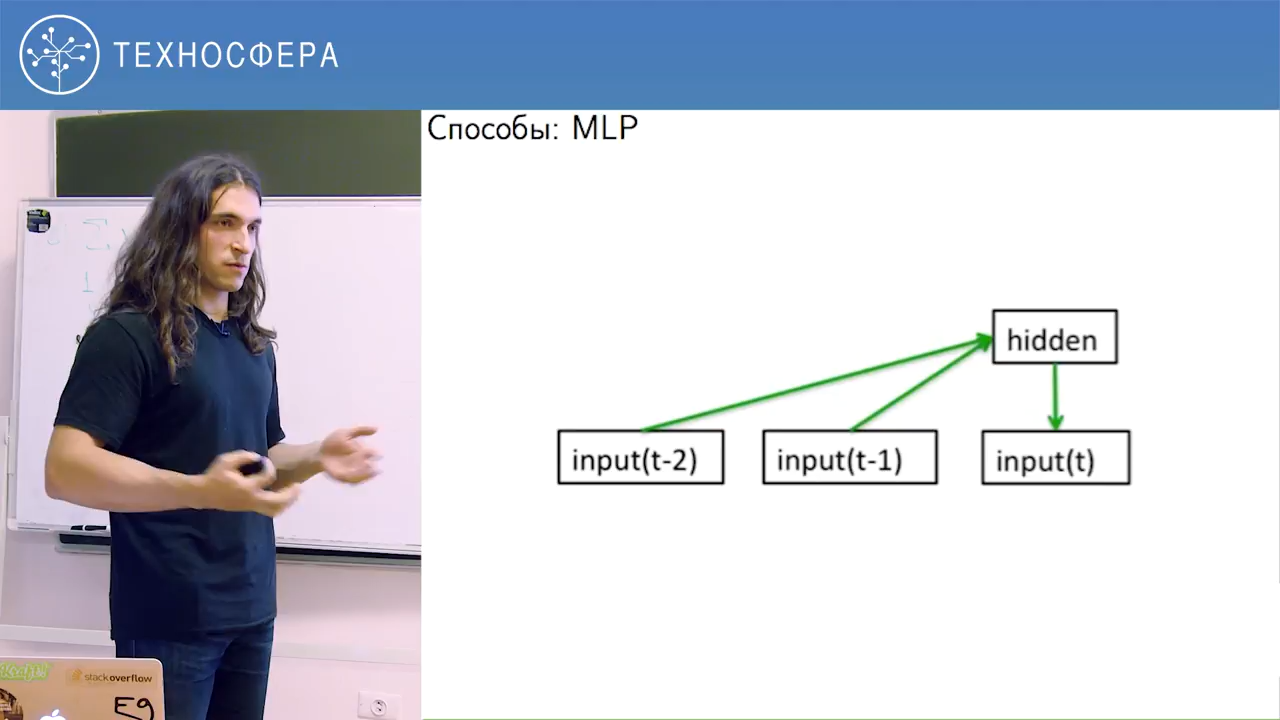 ТЕХНОСФЕРА
Способы: MLP
hidden
input(t-2)
input(t-1)
input(t)
stackoverflow